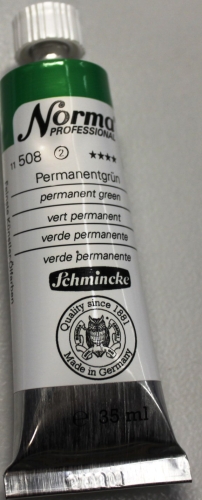 Norma
PROFESSIONAL
11 508 2 ★★★★
Permanentgrün
permanent green
vert permanent
verde permanente
verde permanente
Schmincke
Quality since 1881
Made in Germany
e 35 ml